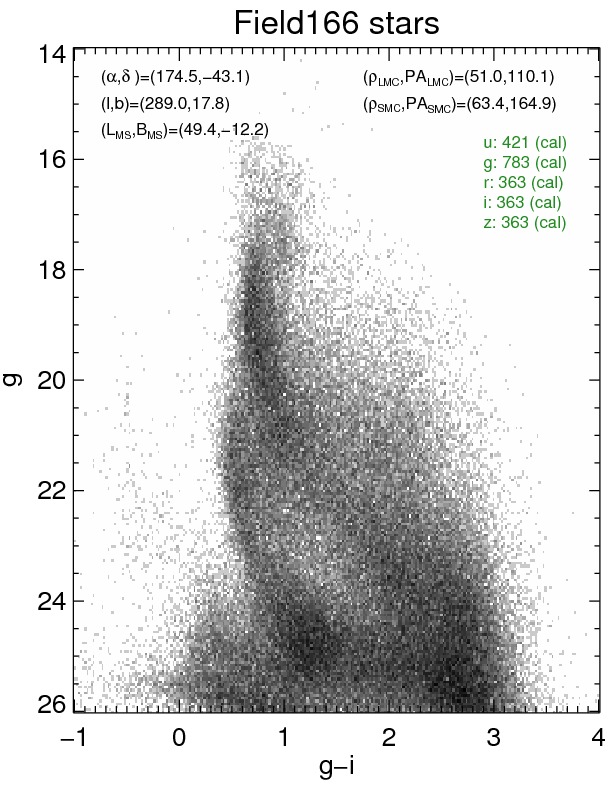 Field166 stars
(α,δ )=(174.5,−43.1)
(ρLMC,PALMC)=(51.0,110.1)
(l,b)=(289.0,17.8)
(ρSMC,PASMC)=(63.4,164.9)
(LMS,BMS)=(49.4,−12.2)
u: 421 (cal)
g: 783 (cal)
r: 363 (cal)
i: 363 (cal)
z: 363 (cal)
14
16
18
20
22
24
26
g
−1 0 1 2 3 4
g−i